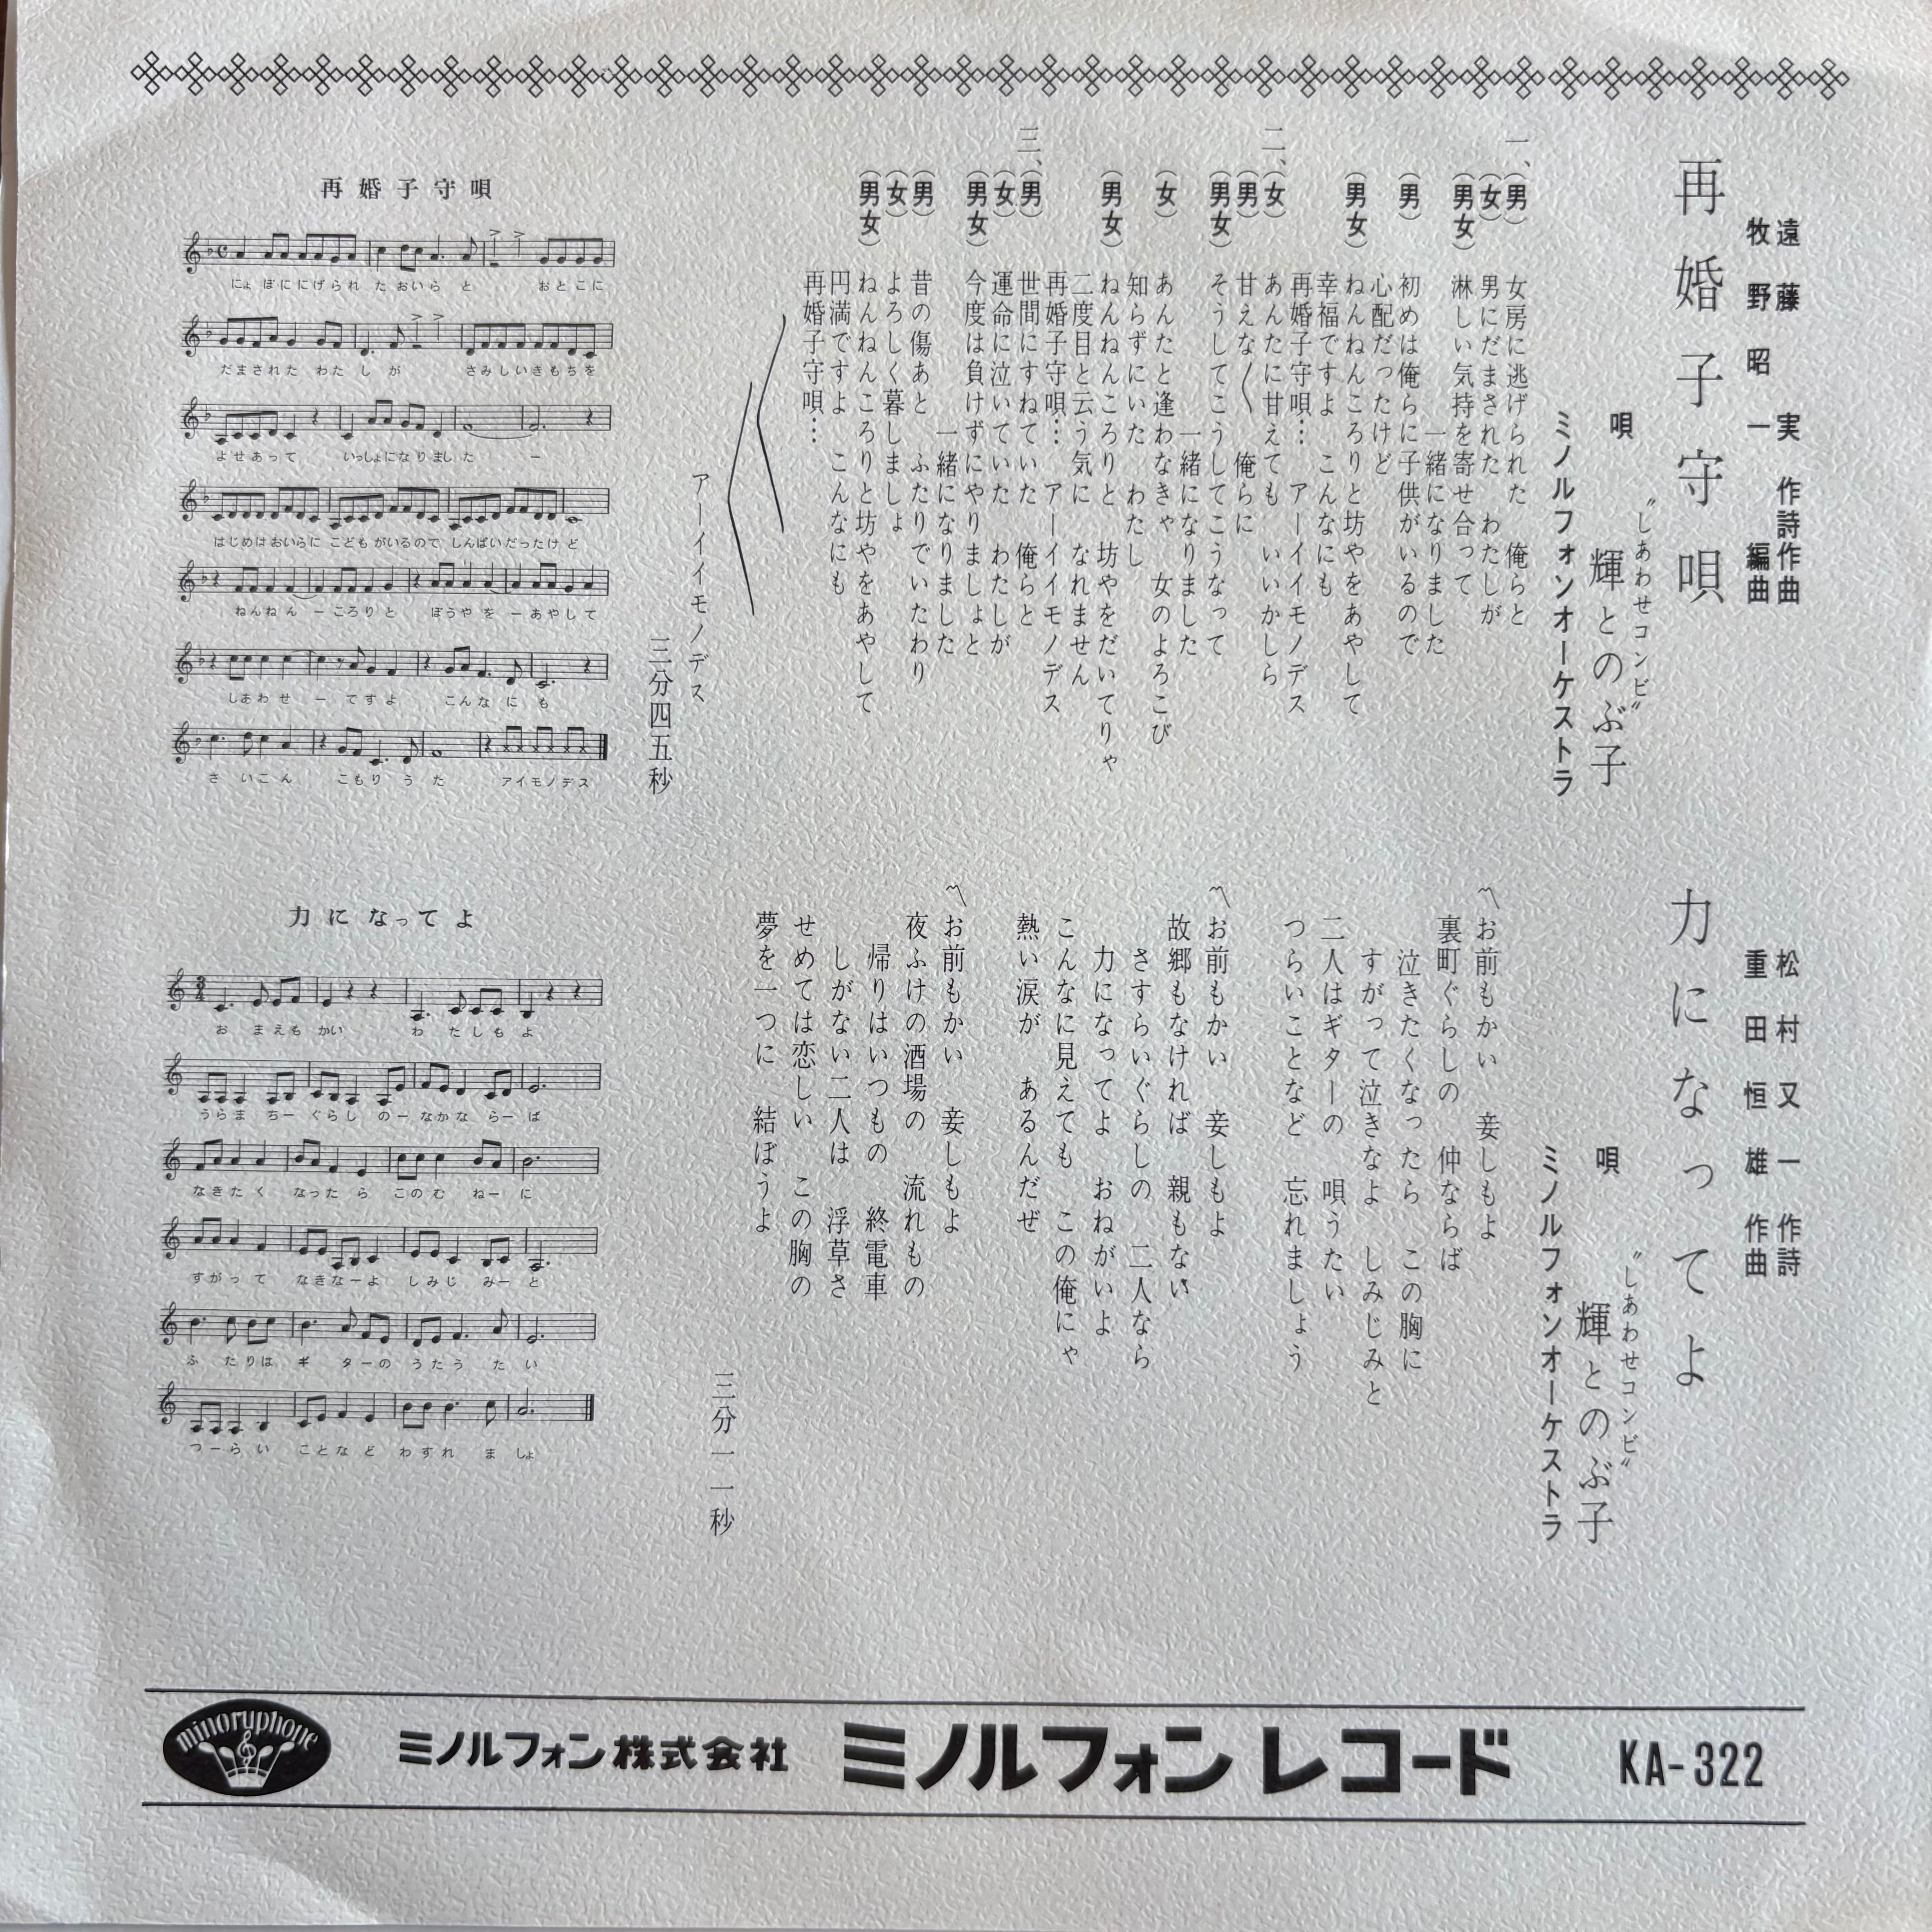 遠藤実 作詩作曲
牧野昭一 編曲
再婚子守唄
〝しあわせコンビ〟
唄 輝とのぶ子
ミノルフォンオーケストラ
一、(男) 女房に逃げられた 俺らと
(女) 男にだまされた わたしが
(男女) 淋しい気持を寄せ合って
一緒になりました
(男) 初めは俺らに子供がいるので
心配だったけど
(男女) ねんねんころりと坊やをあやして
幸福ですよ こんなにも
再婚子守唄… アーイイモノデス
二、(女) あんたに甘えても いいかしら
(男) 甘えな〳〵 俺らに
(男女) そうしてこうしてこうなって
一緒になりました
(女) あんたと逢わなきゃ 女のよろこび
知らずにいた わたし
(男女) ねんねんころりと 坊やをだいてりゃ
二度目と云う気に なれません
再婚子守唄… アーイイモノデス
三、(男) 世間にすねていた 俺らと
(女) 運命に泣いていた わたしが
(男女) 今度は負けずにやりましょと
一緒になりました
(男) 昔の傷あと ふたりでいたわり
(女) よろしく暮しましょ
(男女) ねんねんころりと坊やをあやして
円満ですよ こんなにも
再婚子守唄…
アーイイモノデス
三分四五秒
再婚子守唄
にょぼににげられ たおいら と おとこに
だまされた わたしが さみしいきもちを
よせあって いっしょになりました ー
はじめはおいらに こどもがいるので しんぱいだったけど
ねんねん ーころりと ぼうやを ーあやして
しあわせ ーですよ こんなにも
さいこん こもりうた アイモノデス
松村又一 作詩
重田恒雄 作曲
力になってよ
〝しあわせコンビ〟
唄 輝とのぶ子
ミノルフォンオーケストラ
〽お前もかい 妾しもよ
裏町ぐらしの 仲ならば
泣きたくなったら この胸に
すがって泣きなよ しみじみと
二人はギターの 唄うたい
つらいことなど 忘れましょう
〽お前もかい 妾しもよ
故郷もなければ 親もない
さすらいぐらしの 二人なら
力になってよ おねがいよ
こんなに見えても この俺にゃ
熱い涙が あるんだぜ
〽お前もかい 妾しもよ
夜ふけの酒場の 流れもの
帰りはいつもの 終電車
しがない二人は 浮草さ
せめては恋しい この胸の
夢を一つに 結ぼうよ
三分一一秒
力になってよ
おまえも かい わたしも よ
うらま ちー ぐらし のー なかな らー ば
なきたく なったら このむ ねー に
すがって なきなーよ しみじ みー と
ふたりは ギターの うたうたい
つーらい ことなど わすれ ましょ
minoruphone ミノルフォン株式会社 ミノルフォンレコード KA-322